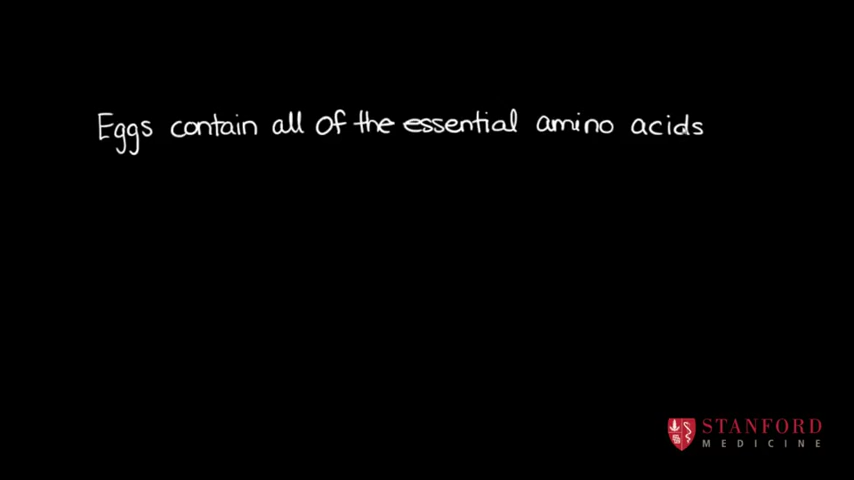 Eggs contain all of the essential amino acids
STANFORD
MEDICINE